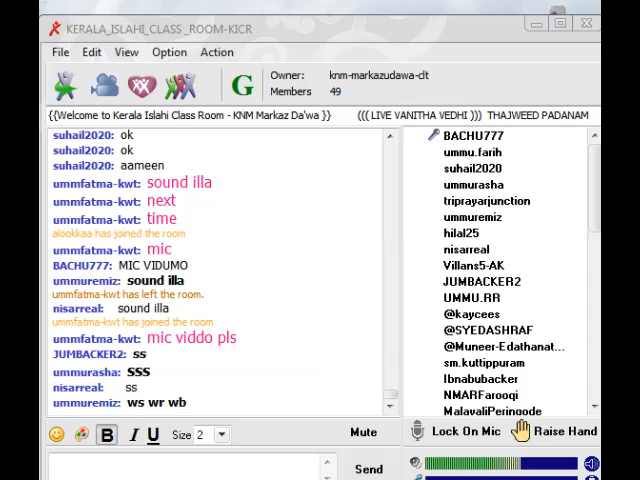 KERALA_ISLAHI_CLASS _ROOM-KICR
File Edit View Option Action
G
Owner: knm-markazudawa-clt
Members 49
{{Welcome to Kerala Islahi Class Room - KNM Markaz Da'wa }} ((( LIVE VANITHA VEDHI ))) THAJWEED PADANAM
suhail2020: ok
suhail2020: ok
suhail2020: aameen
ummfatma-kwt: sound illa
ummfatma-kwt: next
ummfatma-kwt: time
alookkaa has joined the room
ummfatma-kwt: mic
BACHU777: MIC VIDUMO
ummuremiz: sound illa
ummfatma-kwt has left the room.
nisarreal: sound illa
ummfatma-kwt has joined the room
ummfatma-kwt: mic viddo pls
JUMBACKER2: ss
ummurasha: SSS
nisarreal: ss
ummuremiz: ws wr wb
BACHU777
ummu.farih
suhail2020
ummurasha
triprayarjunction
ummuremiz
hilal25
nisarreal
Villans5-AK
JUMBACKER2
UMMU.RR
@kaycees
@SYEDASHRAF
@Muneer-Edathanat...
sm.kuttippuram
Ibnabubacker
NMARFarooqi
MalayaliPeringode
B I U Size 2 Mute
Lock On Mic Raise Hand
Send